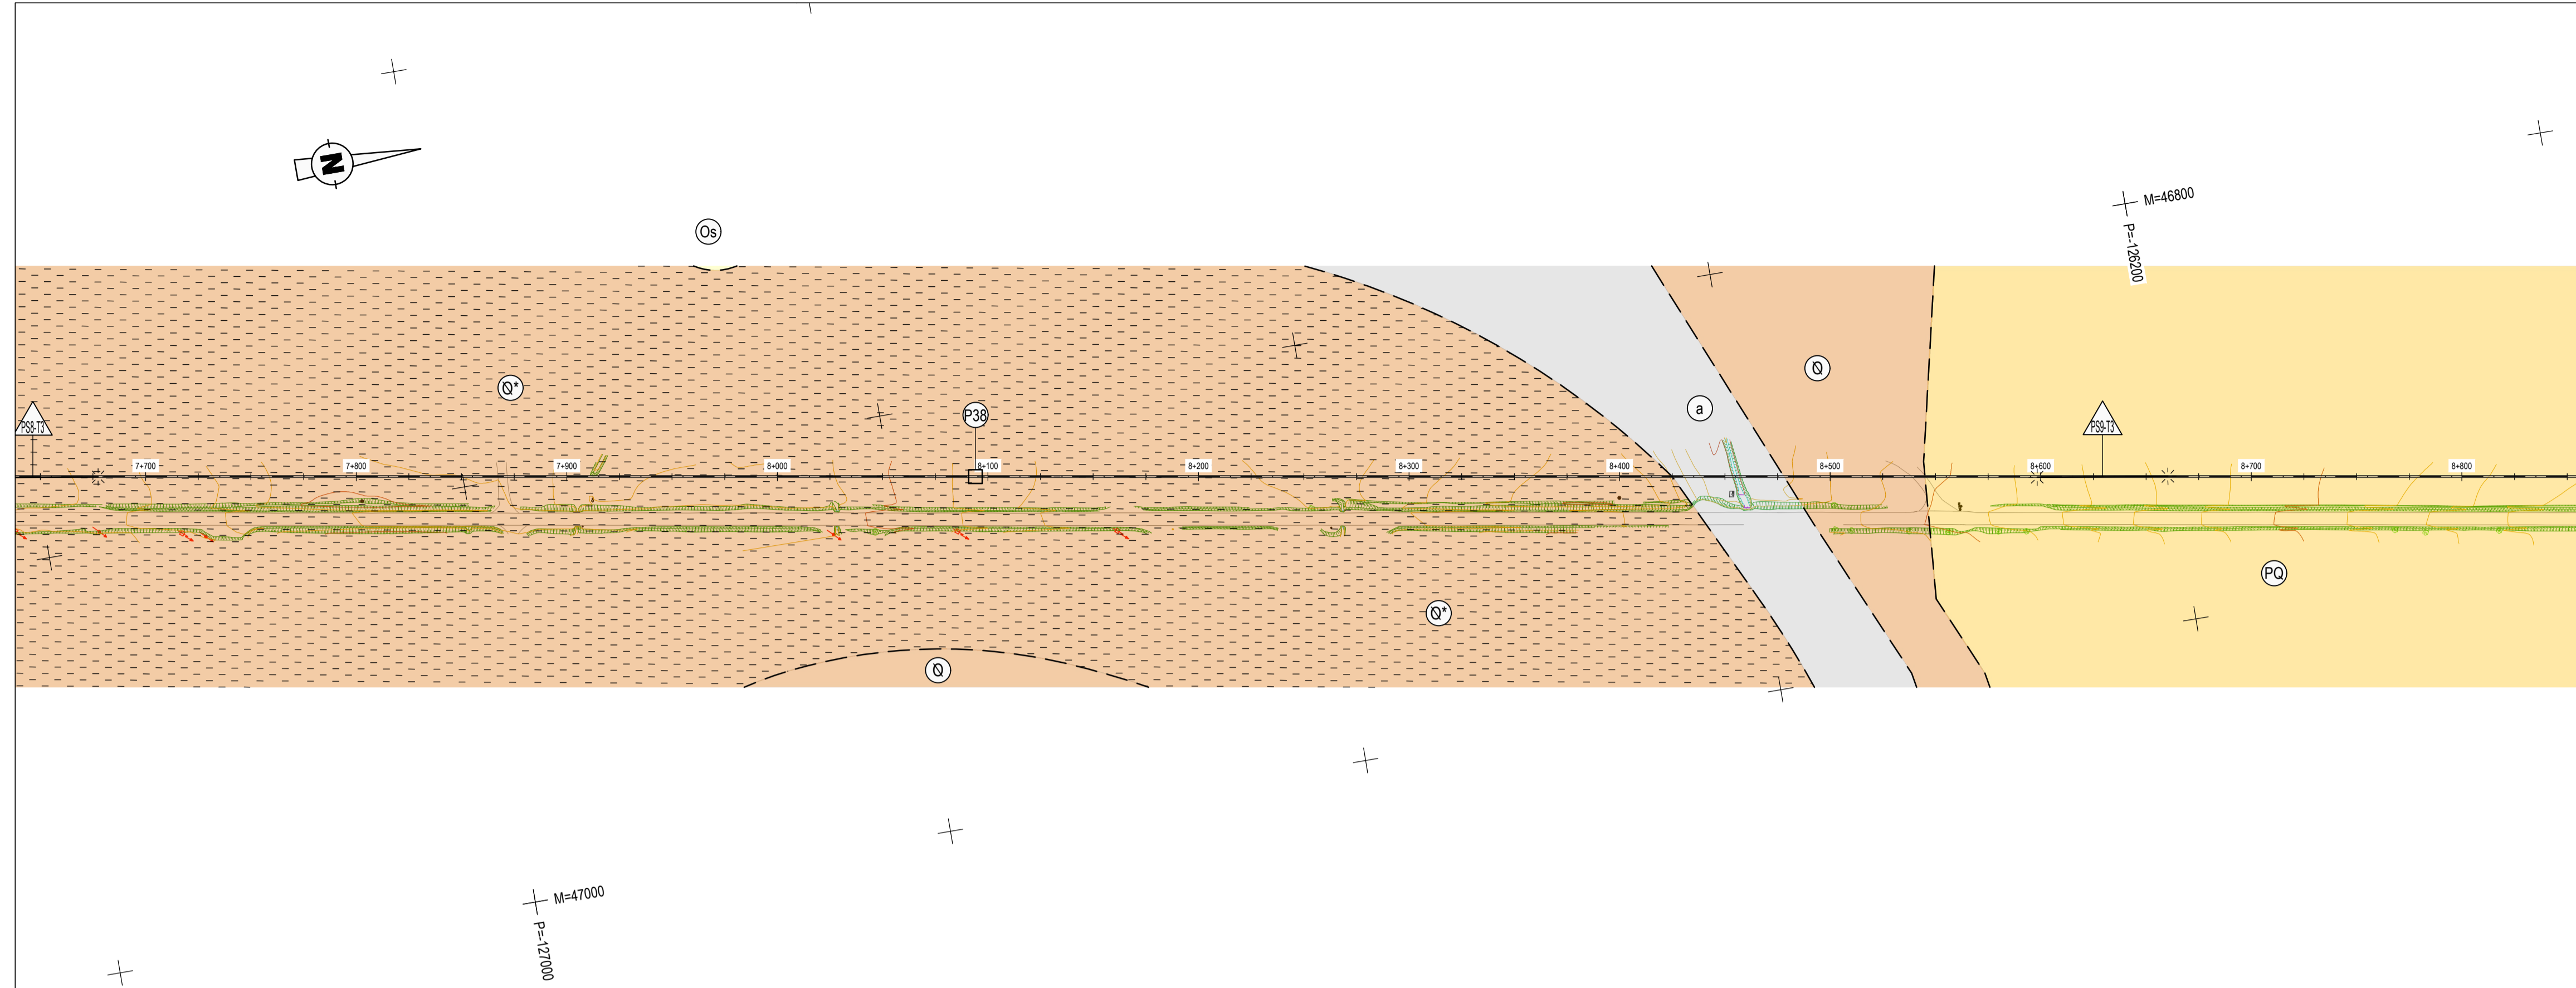 N
M=46800
P=-126200
Os
Q
Q*
a
P38
PS8-T3
PS9-T3
7+700
7+800
7+900
8+000
8+100
8+200
8+300
8+400
8+500
8+600
8+700
8+800
PQ
Q*
Q
M=47000
P=-127000